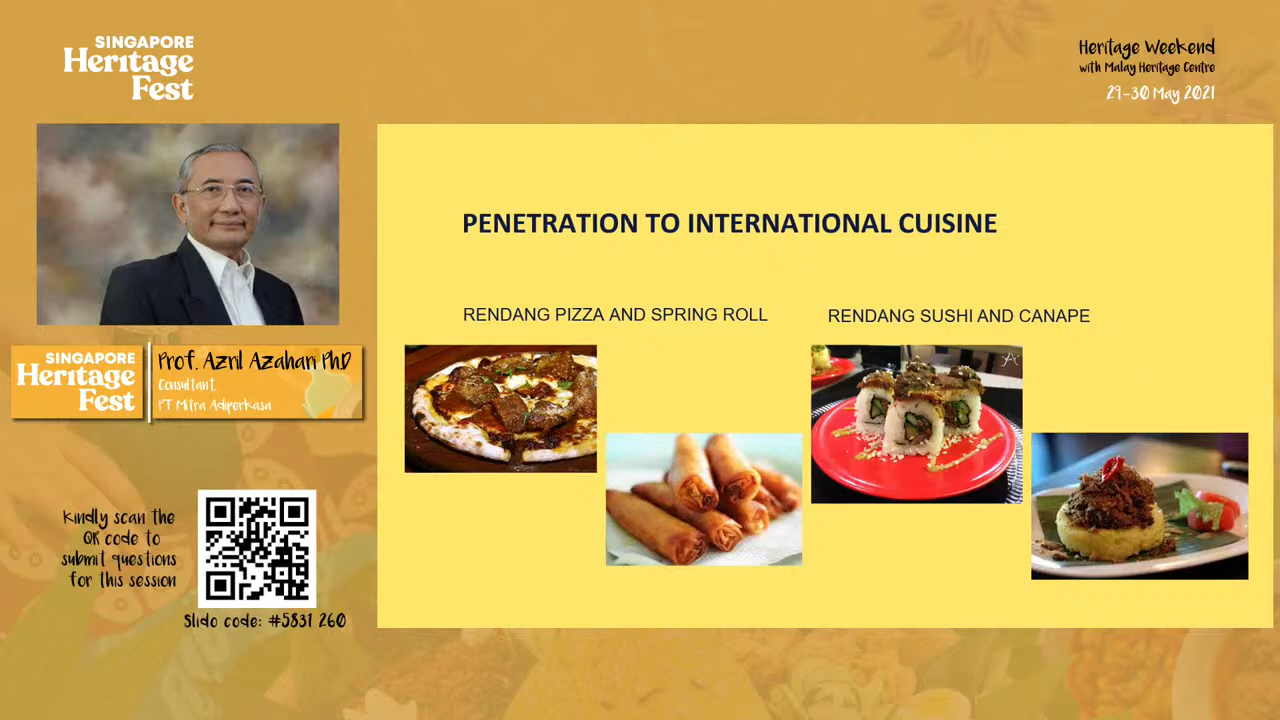 SINGAPORE
Heritage
Fest
Heritage Weekend
with Malay Heritage Centre
29-30 May 2021
PENETRATION TO INTERNATIONAL CUISINE
RENDANG PIZZA AND SPRING ROLL
RENDANG SUSHI AND CANAPE
SINGAPORE
Heritage
Fest
Prof. Azril Azahari PhD
Consultant,
PT Mitra Adiperkasa
Kindly scan the
QR code to
submit questions
for this session
Slido code: #5831 260